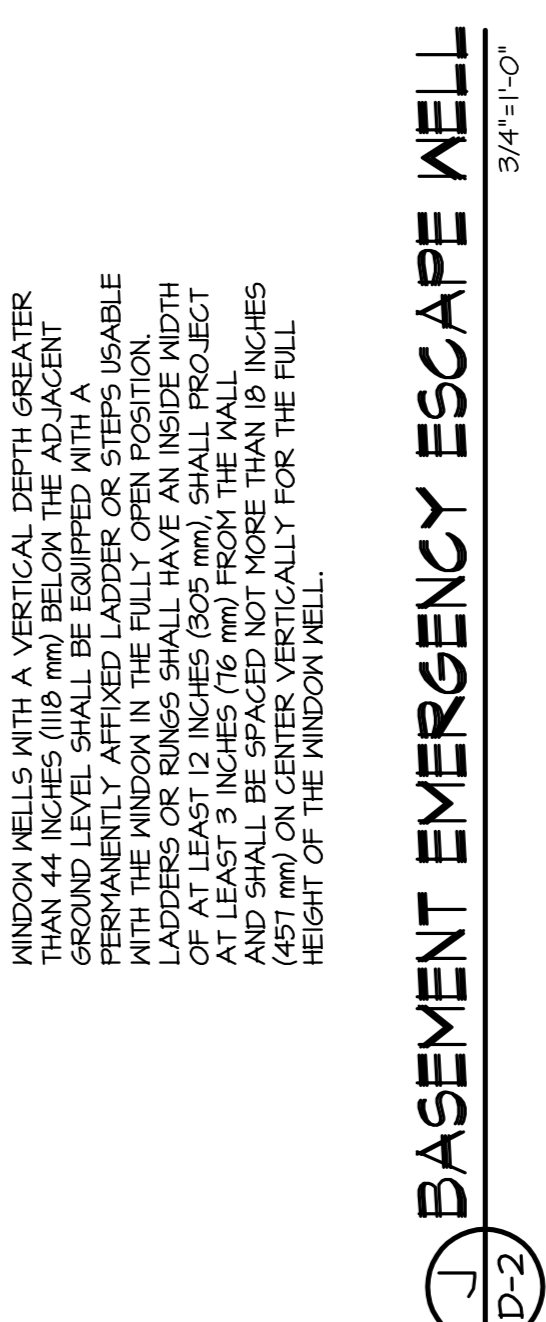 WINDOW WELLS WITH A VERTICAL DEPTH GREATER
THAN 44 INCHES (1118 mm) BELOW THE ADJACENT
GROUND LEVEL SHALL BE EQUIPPED WITH A
PERMANENTLY AFFIXED LADDER OR STEPS USABLE
WITH THE WINDOW IN THE FULLY OPEN POSITION.
LADDERS OR RUNGS SHALL HAVE AN INSIDE WIDTH
OF AT LEAST 12 INCHES (305 mm), SHALL PROJECT
AT LEAST 3 INCHES (76 mm) FROM THE WALL
AND SHALL BE SPACED NOT MORE THAN 18 INCHES
(457 mm) ON CENTER VERTICALLY FOR THE FULL
HEIGHT OF THE WINDOW WELL.
J
BASEMENT EMERGENCY ESCAPE WELL
D-2
3/4"=1'-0"